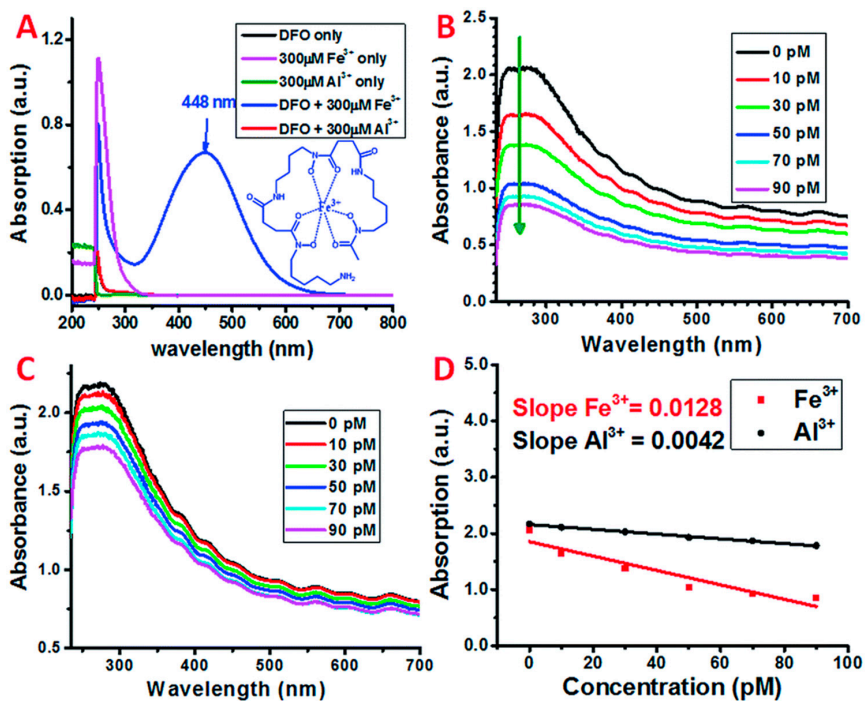 A
DFO only
300μM Fe³⁺ only
300μM Al³⁺ only
DFO + 300μM Fe³⁺
DFO + 300μM Al³⁺
448 nm
Absorption (a.u.)
1.2
0.9
0.6
0.3
0.0
200 300 400 500 600 700 800
wavelength (nm)
O
N
O
O
NH
NH
O
O
N
O
Fe³⁺
O
N
O
NH₂
B
0 pM
10 pM
30 pM
50 pM
70 pM
90 pM
Absorbance (a.u.)
2.5
2.0
1.5
1.0
0.5
0.0
300 400 500 600 700
Wavelength (nm)
C
0 pM
10 pM
30 pM
50 pM
70 pM
90 pM
Absorbance (a.u.)
2.0
1.5
1.0
0.5
300 400 500 600 700
Wavelength (nm)
D
Slope Fe³⁺= 0.0128
Slope Al³⁺ = 0.0042
Fe³⁺
Al³⁺
Absorption (a.u.)
5.0
4.0
3.0
2.0
1.0
0.0
0 20 40 60 80 100
Concentration (pM)